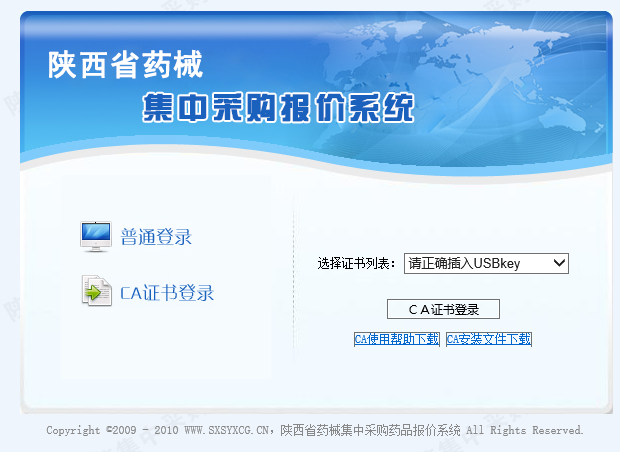 陕西省药械
集中采购报价系统
普通登录
CA证书登录
选择证书列表： 请正确插入USBkey
CA证书登录
CA使用帮助下载 CA安装文件下载
Copyright ©2009 - 2010 WWW.SXSYXCG.CN，陕西省药械集中采购药品报价系统 All Rights Reserved.